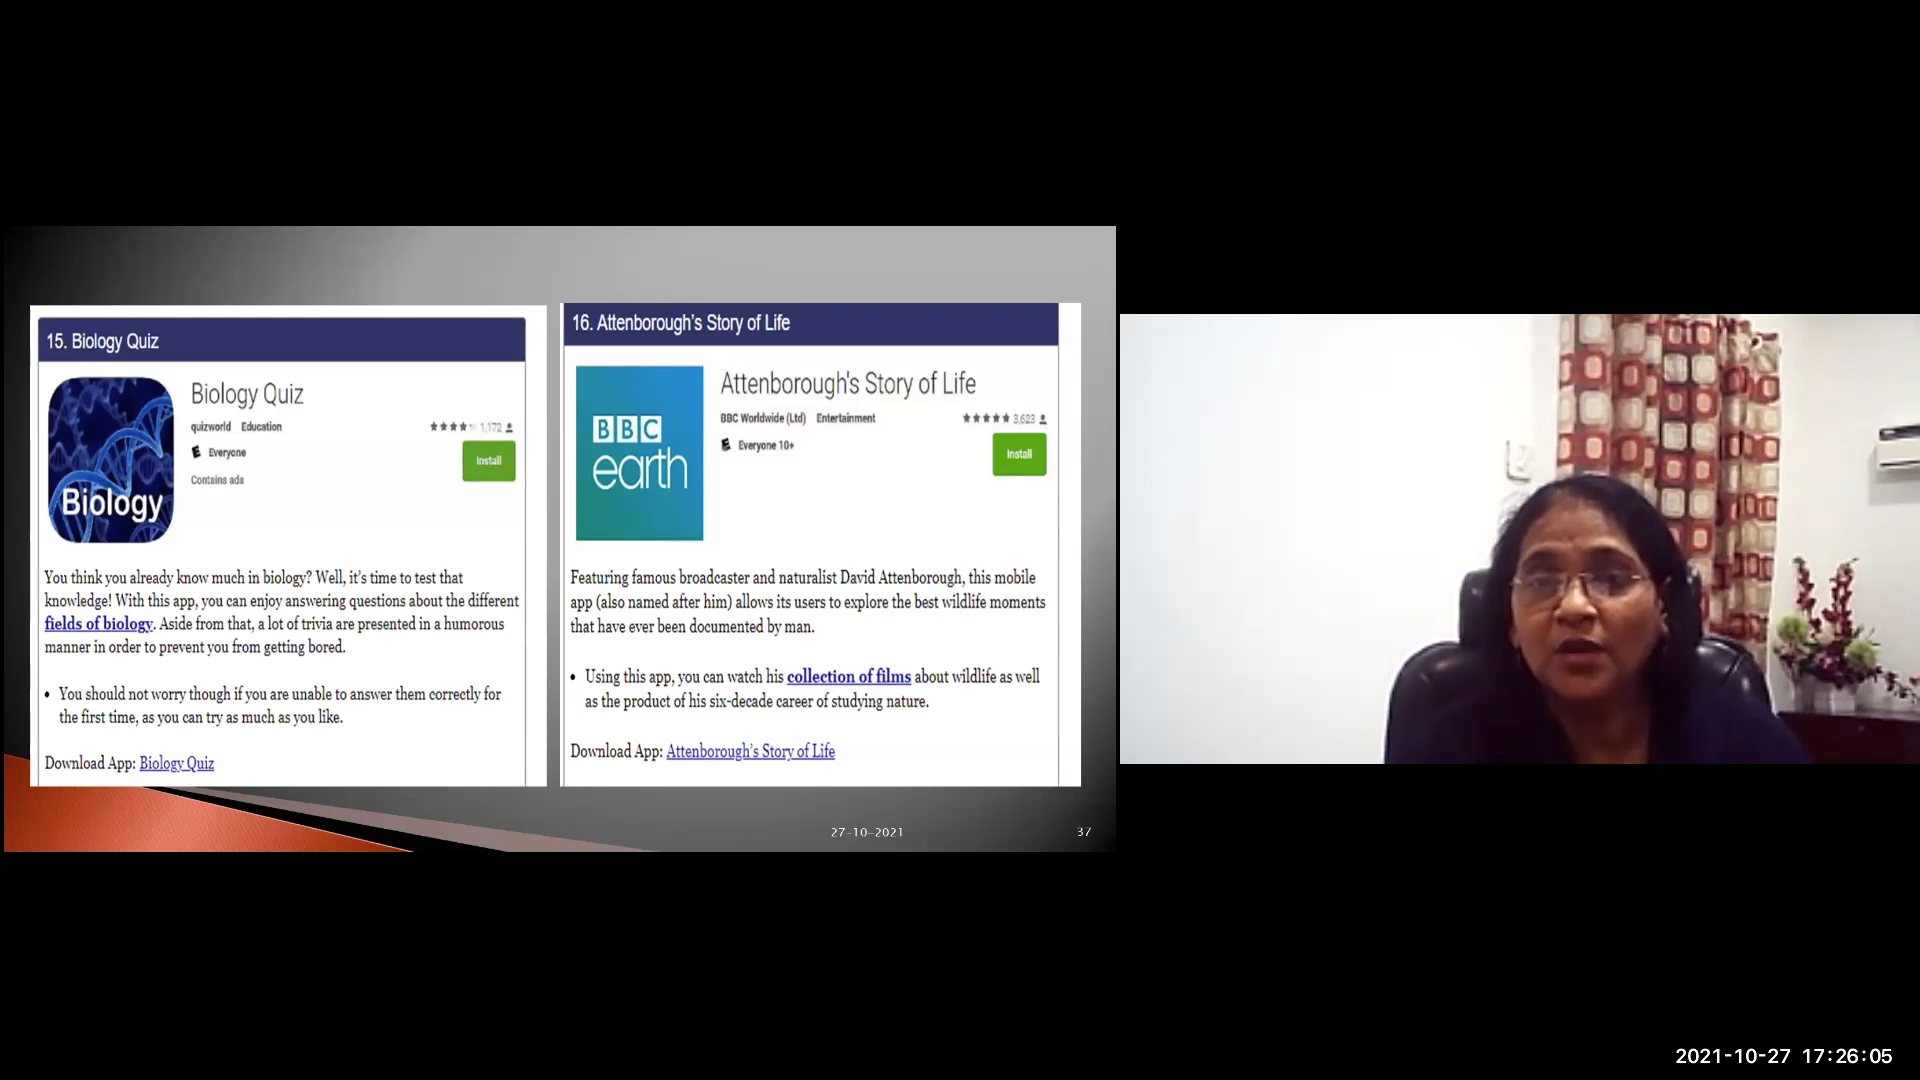 15. Biology Quiz
Biology
Biology Quiz
quizworld Education
1,172
Everyone
Install
Contains ads
You think you already know much in biology? Well, it's time to test that
knowledge! With this app, you can enjoy answering questions about the different
fields of biology. Aside from that, a lot of trivia are presented in a humorous
manner in order to prevent you from getting bored.
• You should not worry though if you are unable to answer them correctly for
the first time, as you can try as much as you like.
Download App: Biology Quiz
16. Attenborough's Story of Life
BBC
earth
Attenborough's Story of Life
BBC Worldwide (Ltd) Entertainment
3,623
Everyone 10+
Install
Featuring famous broadcaster and naturalist David Attenborough, this mobile
app (also named after him) allows its users to explore the best wildlife moments
that have ever been documented by man.
• Using this app, you can watch his collection of films about wildlife as well
as the product of his six-decade career of studying nature.
Download App: Attenborough's Story of Life
27-10-2021
37
2021-10-27 17:26:05